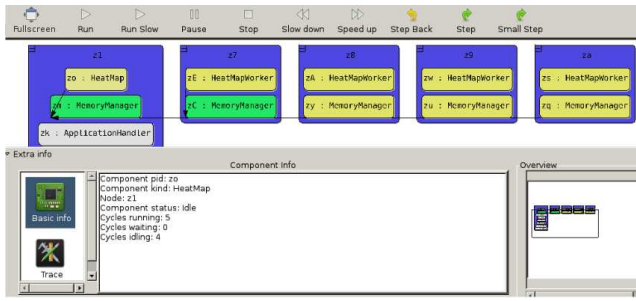 Fullscreen Run Run Slow Pause Stop Slow down Speed up Step Back Step Small Step
z1 z7 z8 z9 za
zo : HeatMap zE : HeatMapWorker zA : HeatMapWorker zw : HeatMapWorker zs : HeatMapWorker
zm : MemoryManager zC : MemoryManager zy : MemoryManager zu : MemoryManager zq : MemoryManager
zk : ApplicationHandler
Extra info
Component Info Overview
Component pid: zo
Component kind: HeatMap
Node: z1
Component status: Idle
Cycles running: 5
Cycles waiting: 0
Cycles idling: 4
Basic info
Trace